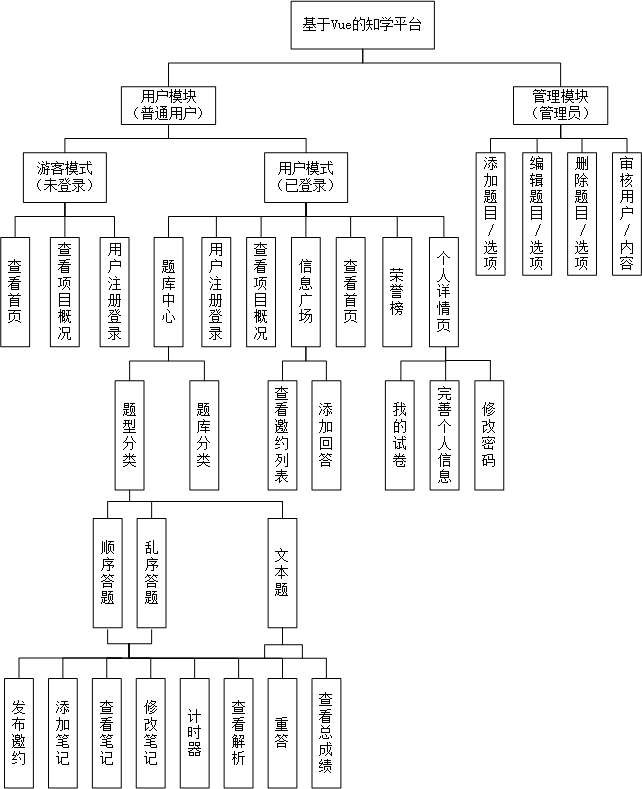 基于Vue的知学平台
用户模块
（普通用户）
管理模块
（管理员）
游客模式
（未登录）
用户模式
（已登录）
添加题目/选项
编辑题目/选项
删除题目/选项
审核用户/内容
查看首页
查看项目概况
用户注册登录
题库中心
用户注册登录
查看项目概况
信息广场
查看首页
荣誉榜
个人详情页
题型分类
题库分类
查看邀约列表
添加回答
我的试卷
完善个人信息
修改密码
顺序答题
乱序答题
文本题
发布邀约
添加笔记
查看笔记
修改笔记
计时器
查看解析
重答
查看总成绩